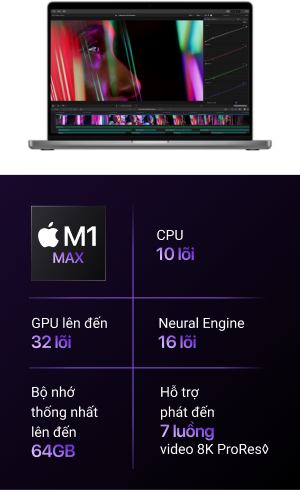 M1
MAX
CPU
10 lõi
GPU lên đến
32 lõi
Neural Engine
16 lõi
Bộ nhớ
thống nhất
lên đến
64GB
Hỗ trợ
phát đến
7 luồng
video 8K ProRes◊